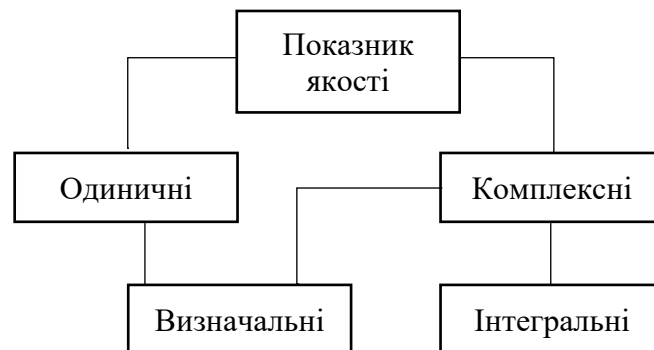 Показник
якості
Одиничні
Комплексні
Визначальні
Інтегральні